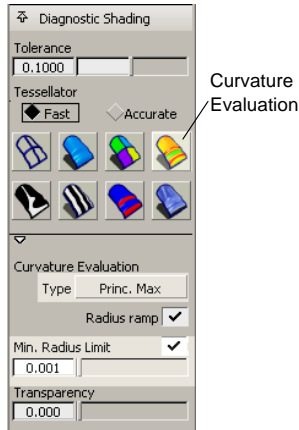 Diagnostic Shading
Tolerance
0.1000
Tessellator
Fast
Accurate
Curvature
Evaluation
Curvature Evaluation
Type Princ. Max
Radius ramp
Min. Radius Limit
0.001
Transparency
0.000